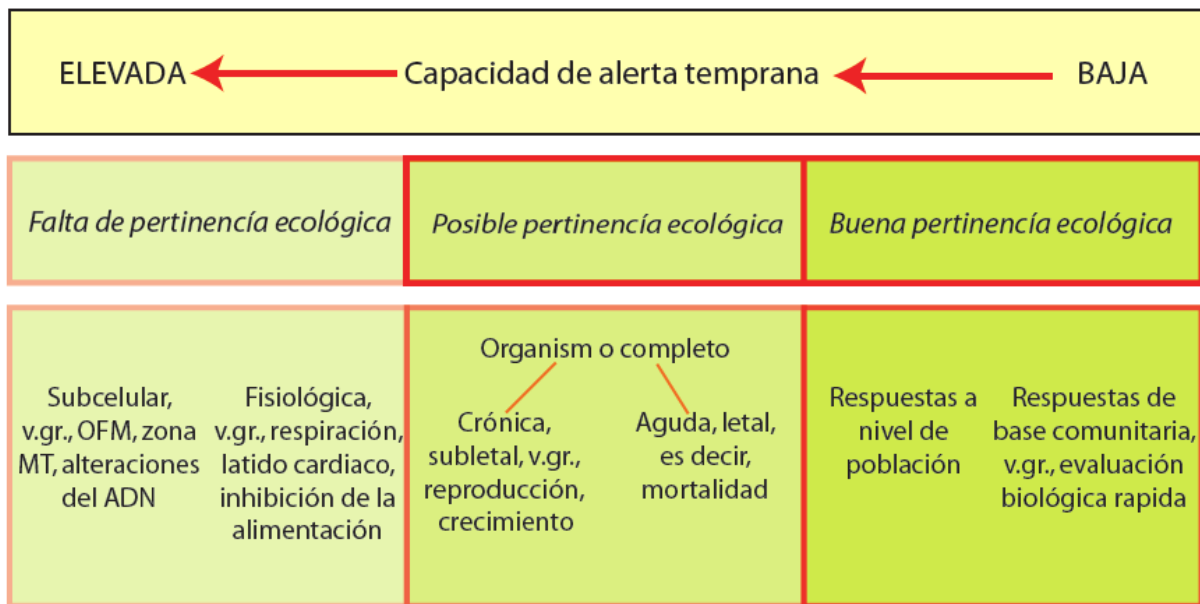 ELEVADA Capacidad de alerta temprana BAJA
Falta de pertinencía ecológica
Posible pertinencía ecológica
Buena pertinencía ecológica
Subcelular,
v.gr., OFM, zona
MT, alteraciones
del ADN
Fisiológica,
v.gr., respiración,
latido cardiaco,
inhibición de la
alimentación
Organism o completo
Crónica,
subletal, v.gr.,
reproducción,
crecimiento
Aguda, letal,
es decir,
mortalidad
Respuestas a
nivel de
población
Respuestas de
base comunitaria,
v.gr., evaluación
biológica rapida